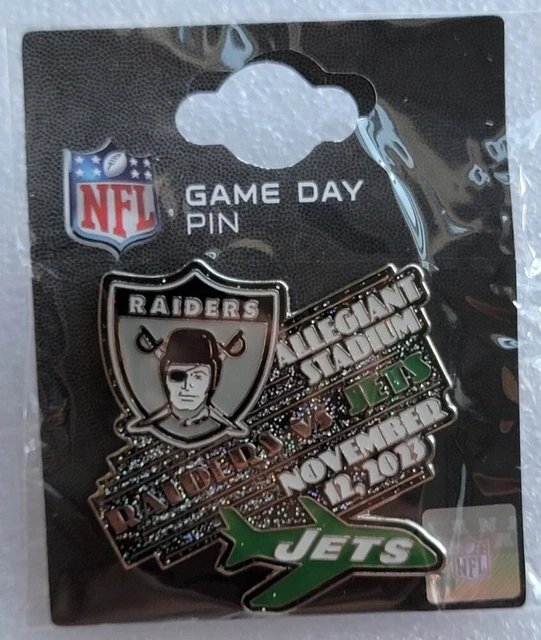 NFL
GAME DAY
PIN
RAIDERS
ALLEGIANT
STADIUM
RAIDERS VS JETS
NOVEMBER
12, 2023
JETS
NFL